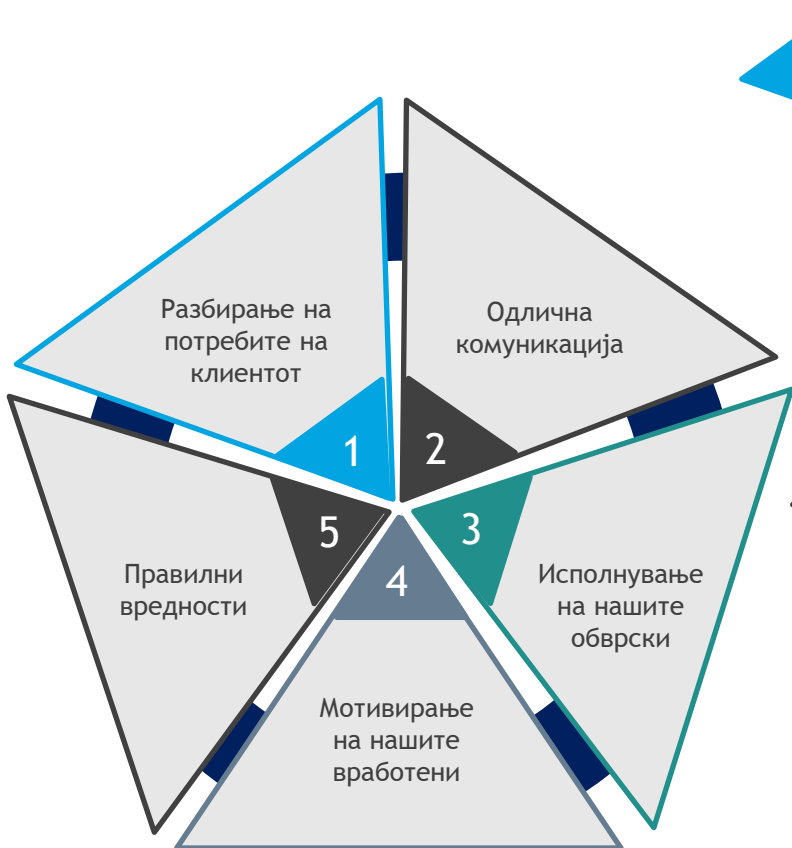 Разбирање на
потребите на
клиентот
1
Одлична
комуникација
2
3
Исполнување
на нашите
обврски
4
Мотивирање
на нашите
вработени
5
Правилни
вредности